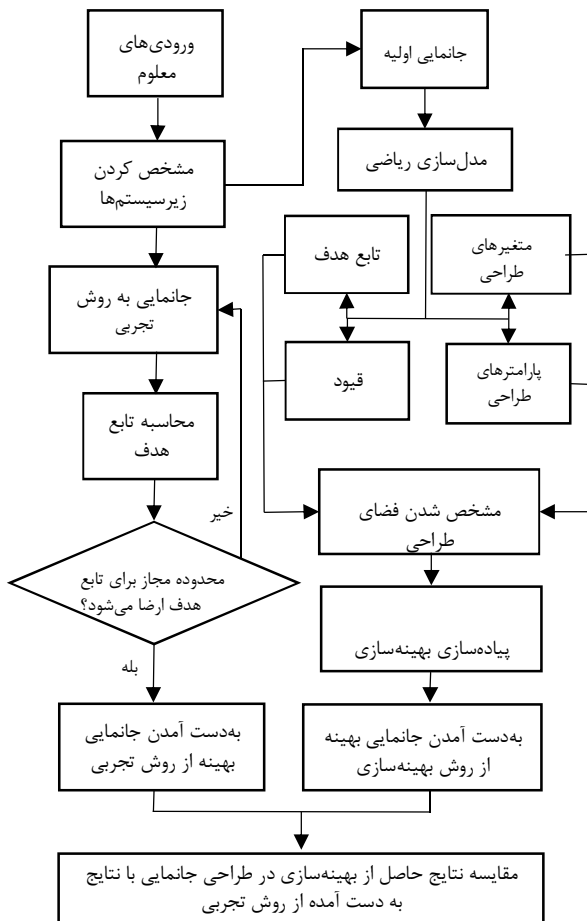 ورودی‌های
معلوم
مشخص کردن
زیرسیستم‌ها
جانمایی به روش
تجربی
محاسبه تابع
هدف
خیر
محدوده مجاز برای تابع
هدف ارضا می‌شود؟
بله
به‌دست آمدن جانمایی
بهینه از روش تجربی
جانمایی اولیه
مدل‌سازی ریاضی
تابع هدف
متغیرهای
طراحی
قیود
پارامترهای
طراحی
مشخص شدن فضای
طراحی
پیاده‌سازی بهینه‌سازی
به‌دست آمدن جانمایی بهینه
از روش بهینه‌سازی
مقایسه نتایج حاصل از بهینه‌سازی در طراحی جانمایی با نتایج
به دست آمده از روش تجربی